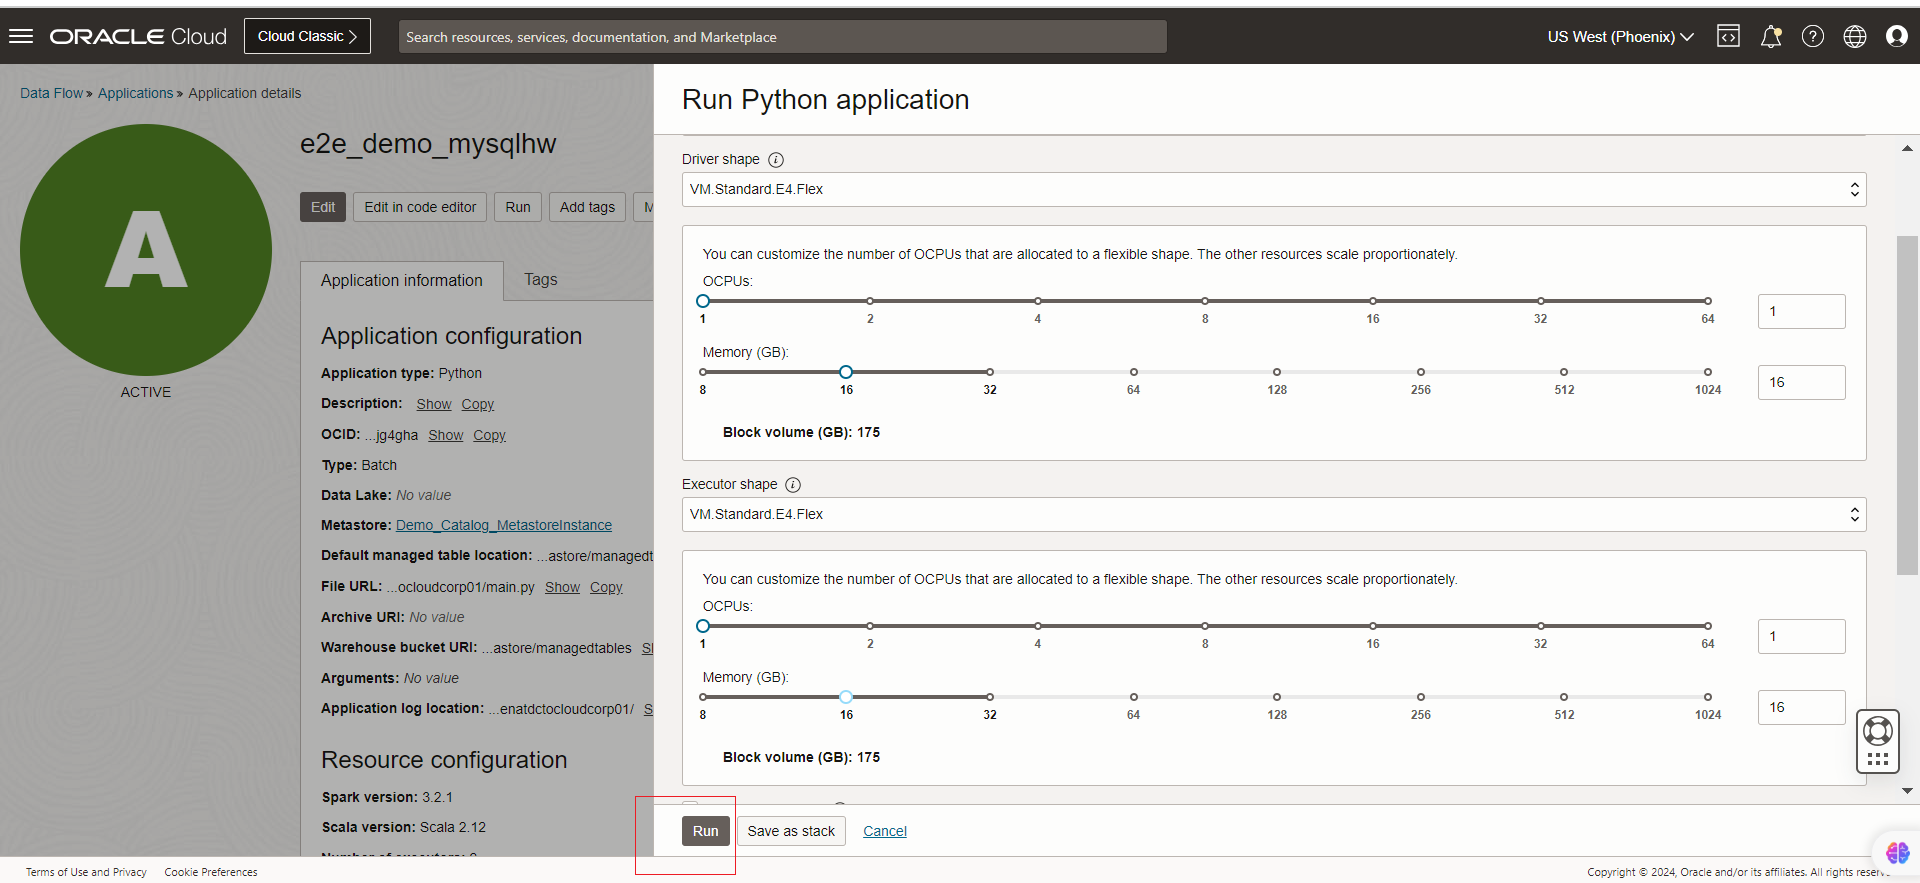 ORACLE Cloud
Cloud Classic
Search resources, services, documentation, and Marketplace
US West (Phoenix)
Data Flow » Applications » Application details
A
ACTIVE
e2e_demo_mysqlhw
Edit
Edit in code editor
Run
Add tags
Application information
Tags
Application configuration
Application type: Python
Description: Show Copy
OCID: ...jg4gha Show Copy
Type: Batch
Data Lake: No value
Metastore: Demo_Catalog_MetastoreInstance
Default managed table location: ...astore/managedt
File URL: ...ocloudcorp01/main.py Show Copy
Archive URI: No value
Warehouse bucket URI: ...astore/managedtables
Arguments: No value
Application log location: ...enatdctocloudcorp01/ S
Resource configuration
Spark version: 3.2.1
Scala version: Scala 2.12
Run Python application
Driver shape
VM.Standard.E4.Flex
You can customize the number of OCPUs that are allocated to a flexible shape. The other resources scale proportionately.
OCPUs:
1 2 4 8 16 32 64
1
Memory (GB):
8 16 32 64 128 256 512 1024
16
Block volume (GB): 175
Executor shape
VM.Standard.E4.Flex
You can customize the number of OCPUs that are allocated to a flexible shape. The other resources scale proportionately.
OCPUs:
1 2 4 8 16 32 64
1
Memory (GB):
8 16 32 64 128 256 512 1024
16
Block volume (GB): 175
Run
Save as stack
Cancel
Terms of Use and Privacy
Cookie Preferences
Copyright © 2024, Oracle and/or its affiliates. All rights